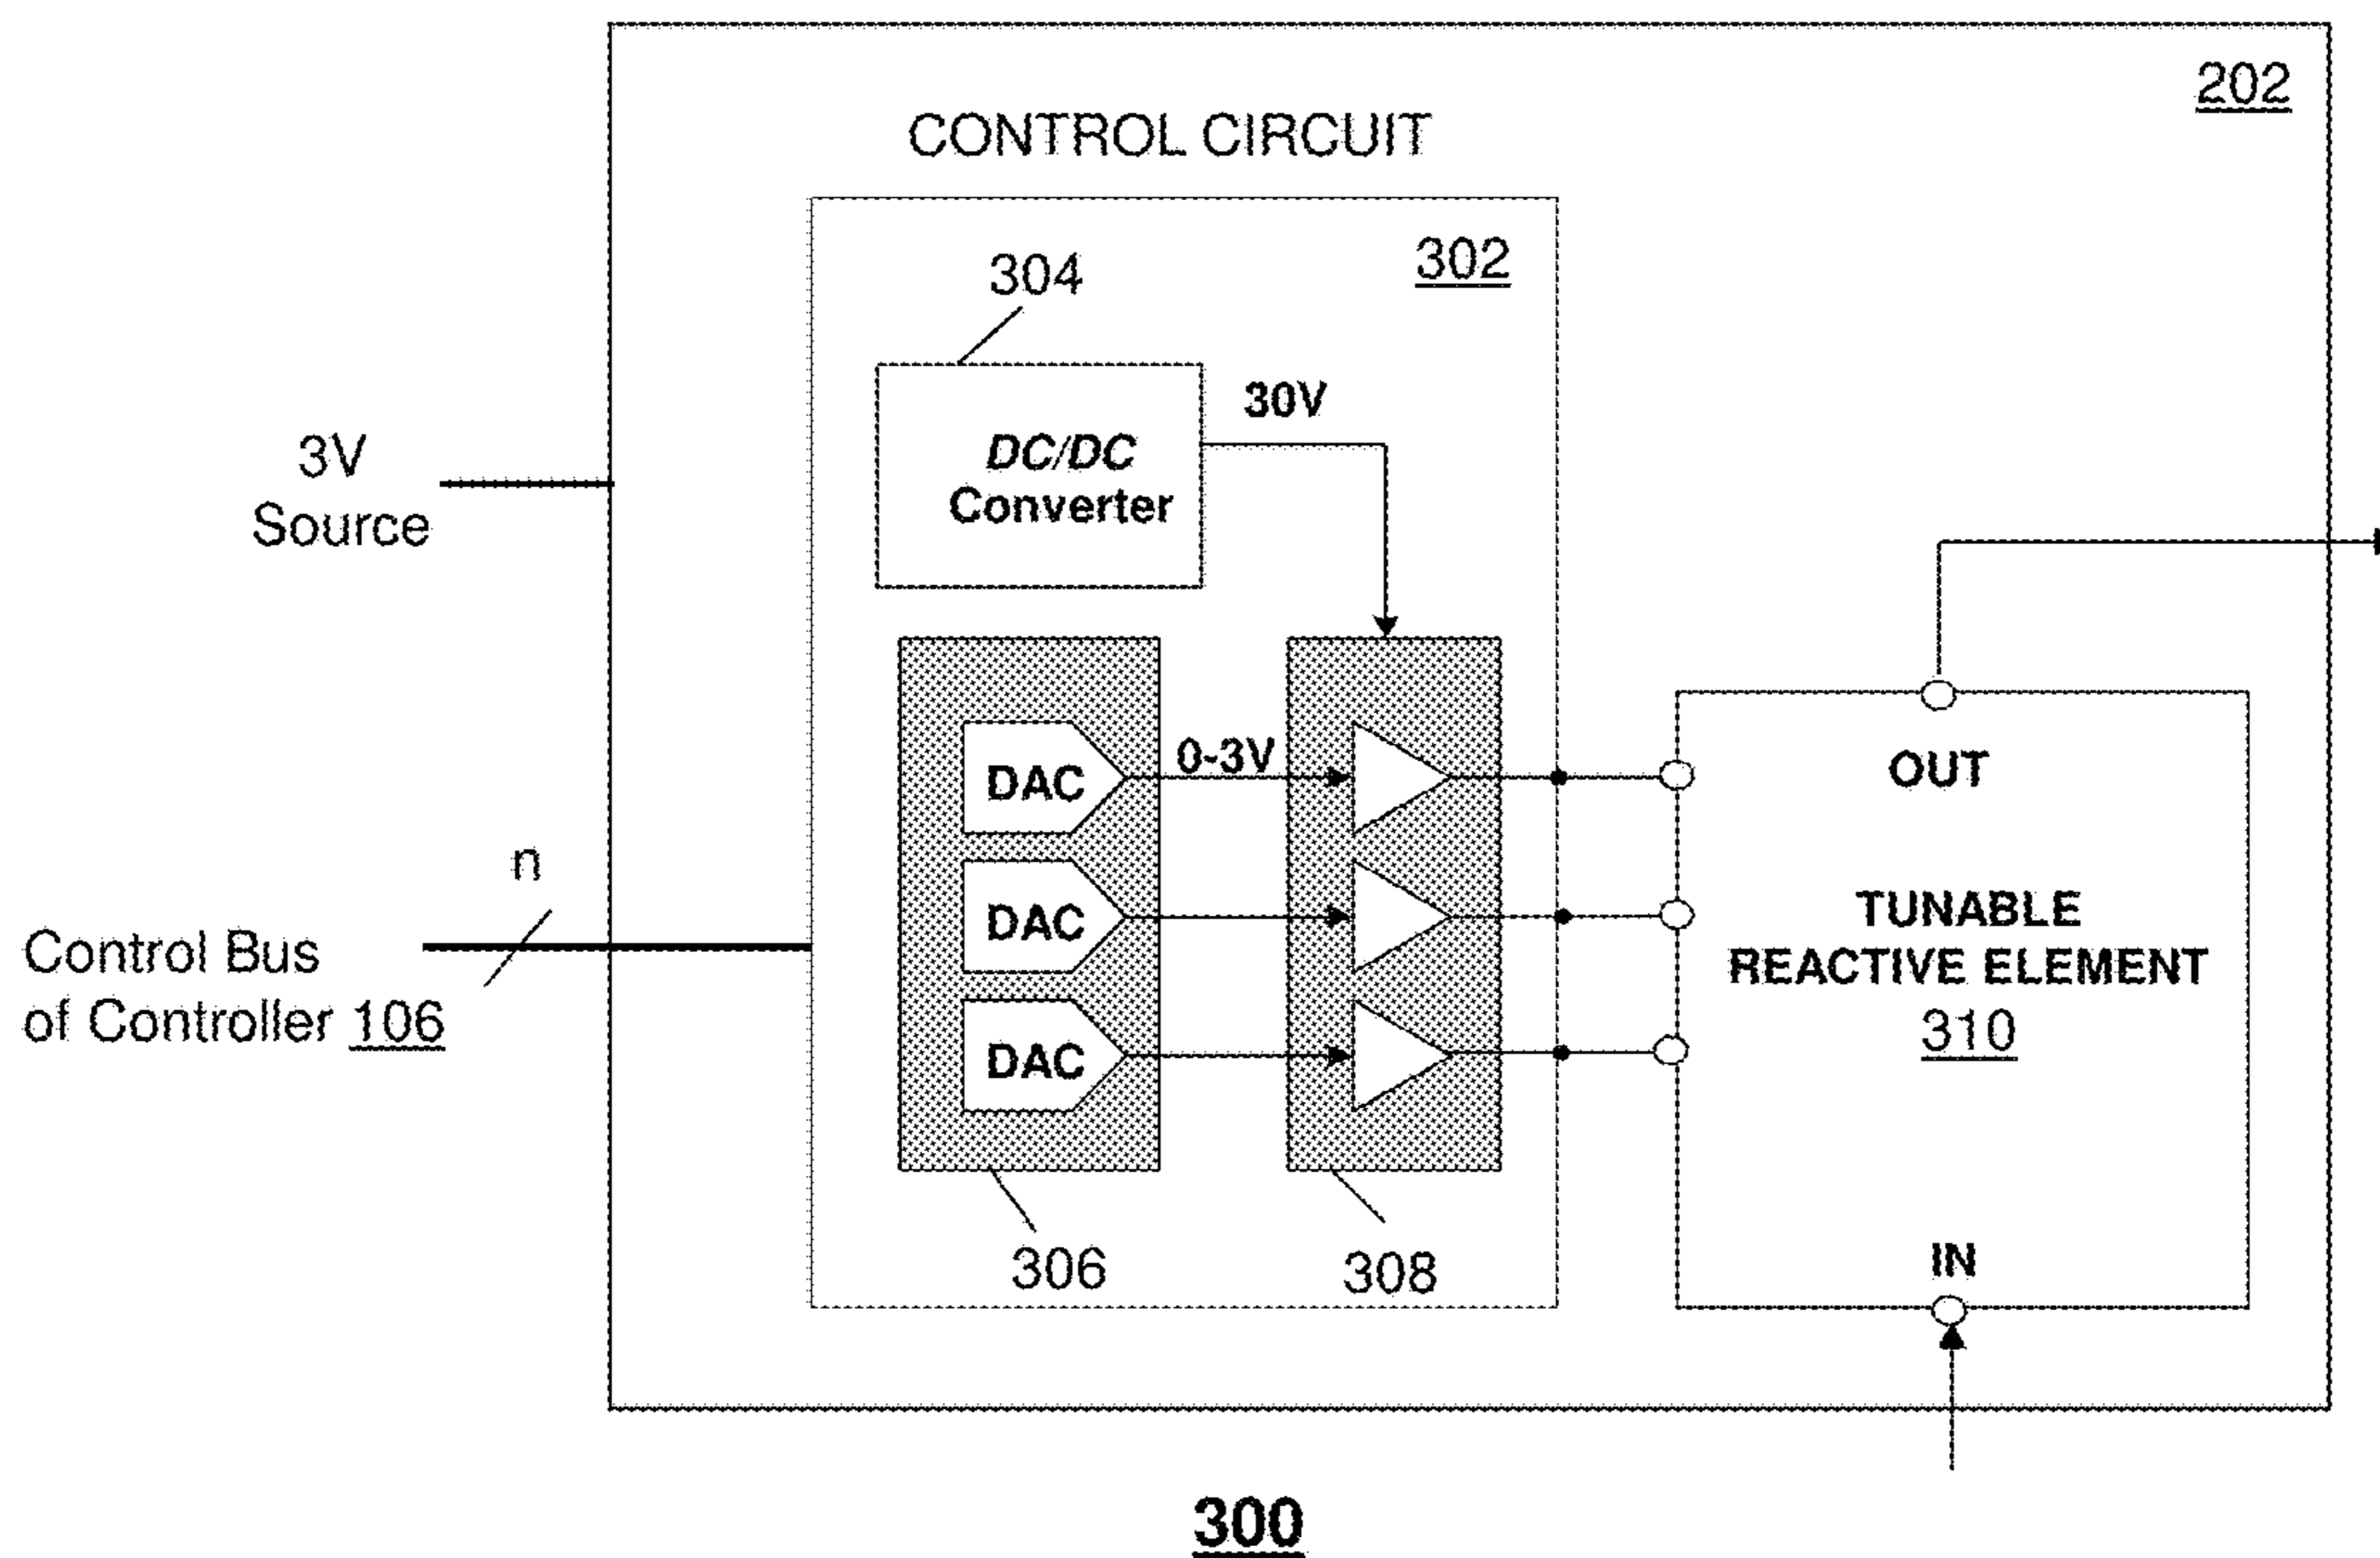 202
CONTROL CIRCUIT
302
304
30V
DC/DC
Converter
3V
Source
0-3V
DAC
DAC
DAC
n
Control Bus
of Controller 106
OUT
TUNABLE
REACTIVE ELEMENT
310
IN
306
308
300